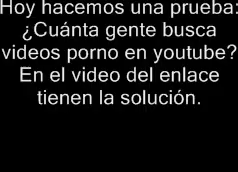 Hoy hacemos una prueba:
¿Cuánta gente busca
videos porno en youtube?
En el video del enlace
tienen la solución.